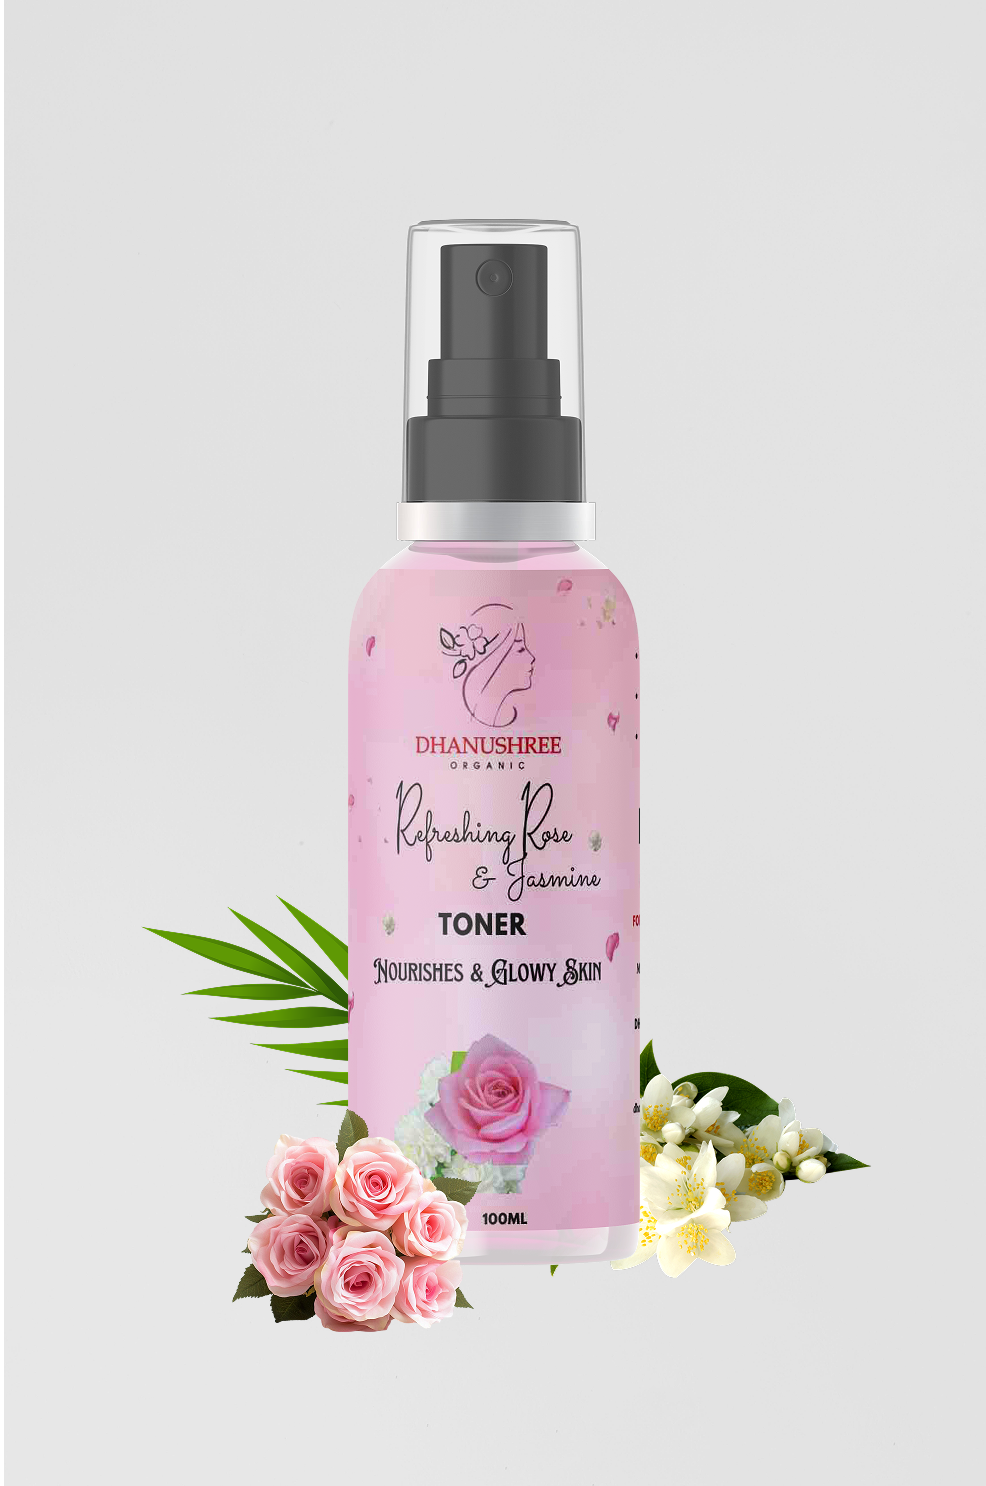 DHANUSHREE
ORGANIC
Refreshing Rose
& Jasmine
TONER
NOURISHES & GLOWY SKIN
100ML